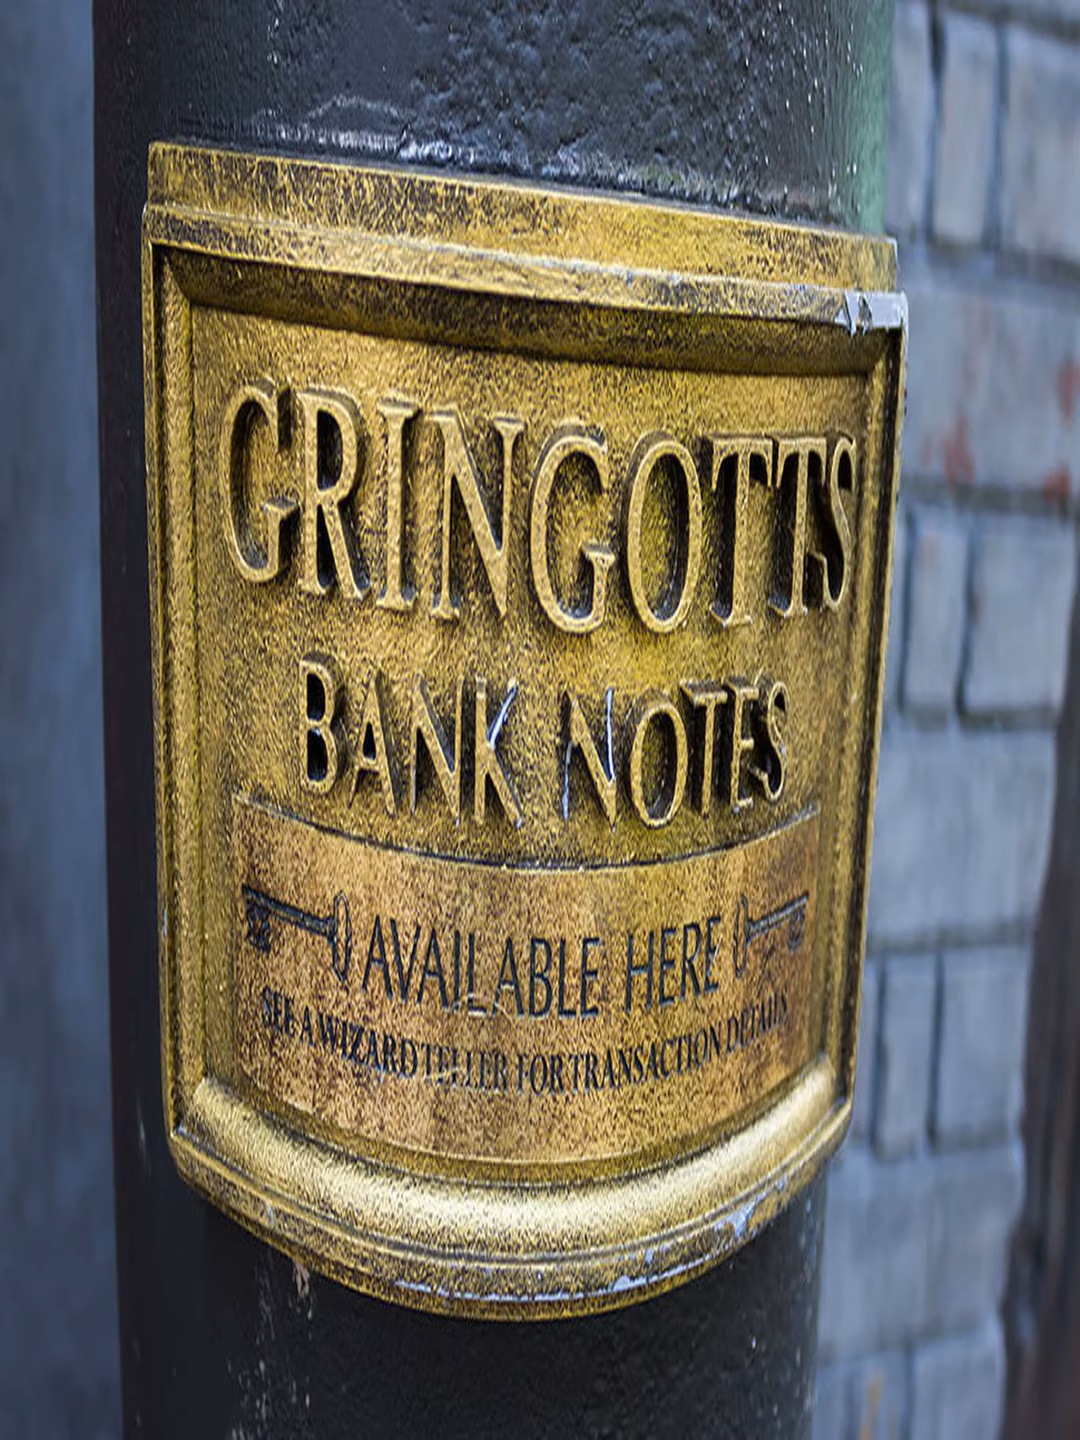 GRINGOTTS
BANK NOTES
AVAILABLE HERE
SEE A WIZARD TELLER FOR TRANSACTION DETAILS